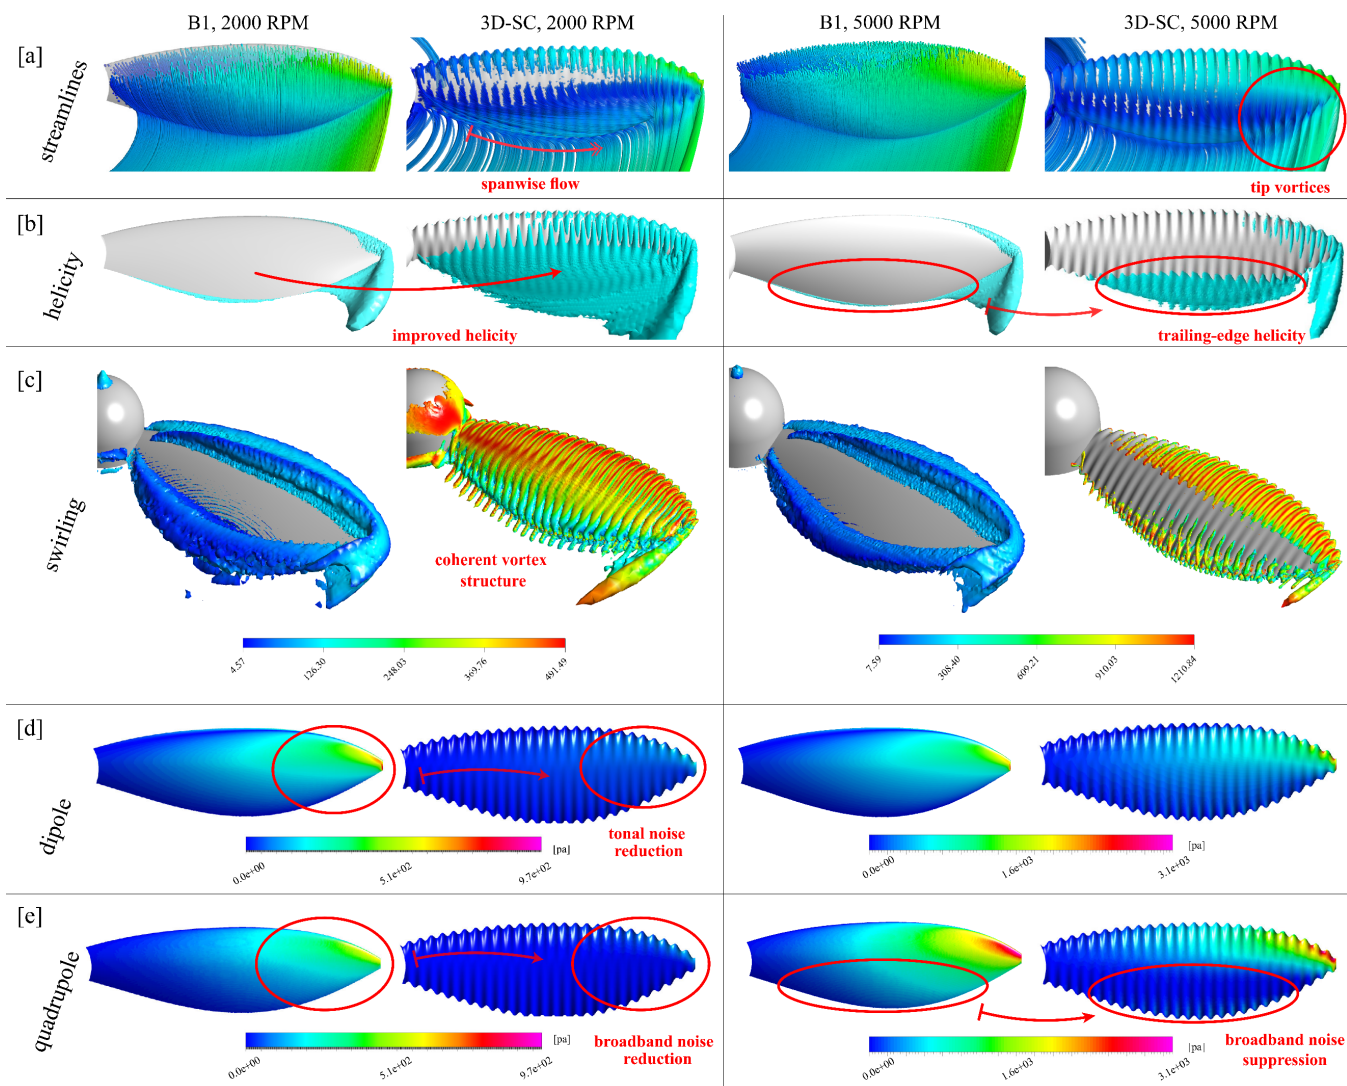 B1, 2000 RPM
3D-SC, 2000 RPM
B1, 5000 RPM
3D-SC, 5000 RPM
[a]
streamlines
spanwise flow
tip vortices
[b]
helicity
improved helicity
trailing-edge helicity
[c]
swirling
coherent vortex
structure
4.57
126.30
248.03
369.76
491.49
7.59
308.40
609.21
910.03
1210.84
[d]
dipole
tonal noise
reduction
[pa]
0.0e+00
5.1e+02
9.7e+02
[pa]
0.0e+00
1.6e+03
3.1e+03
[e]
quadrupole
broadband noise
reduction
[pa]
0.0e+00
5.1e+02
9.7e+02
broadband noise
suppression
[pa]
0.0e+00
1.6e+03
3.1e+03